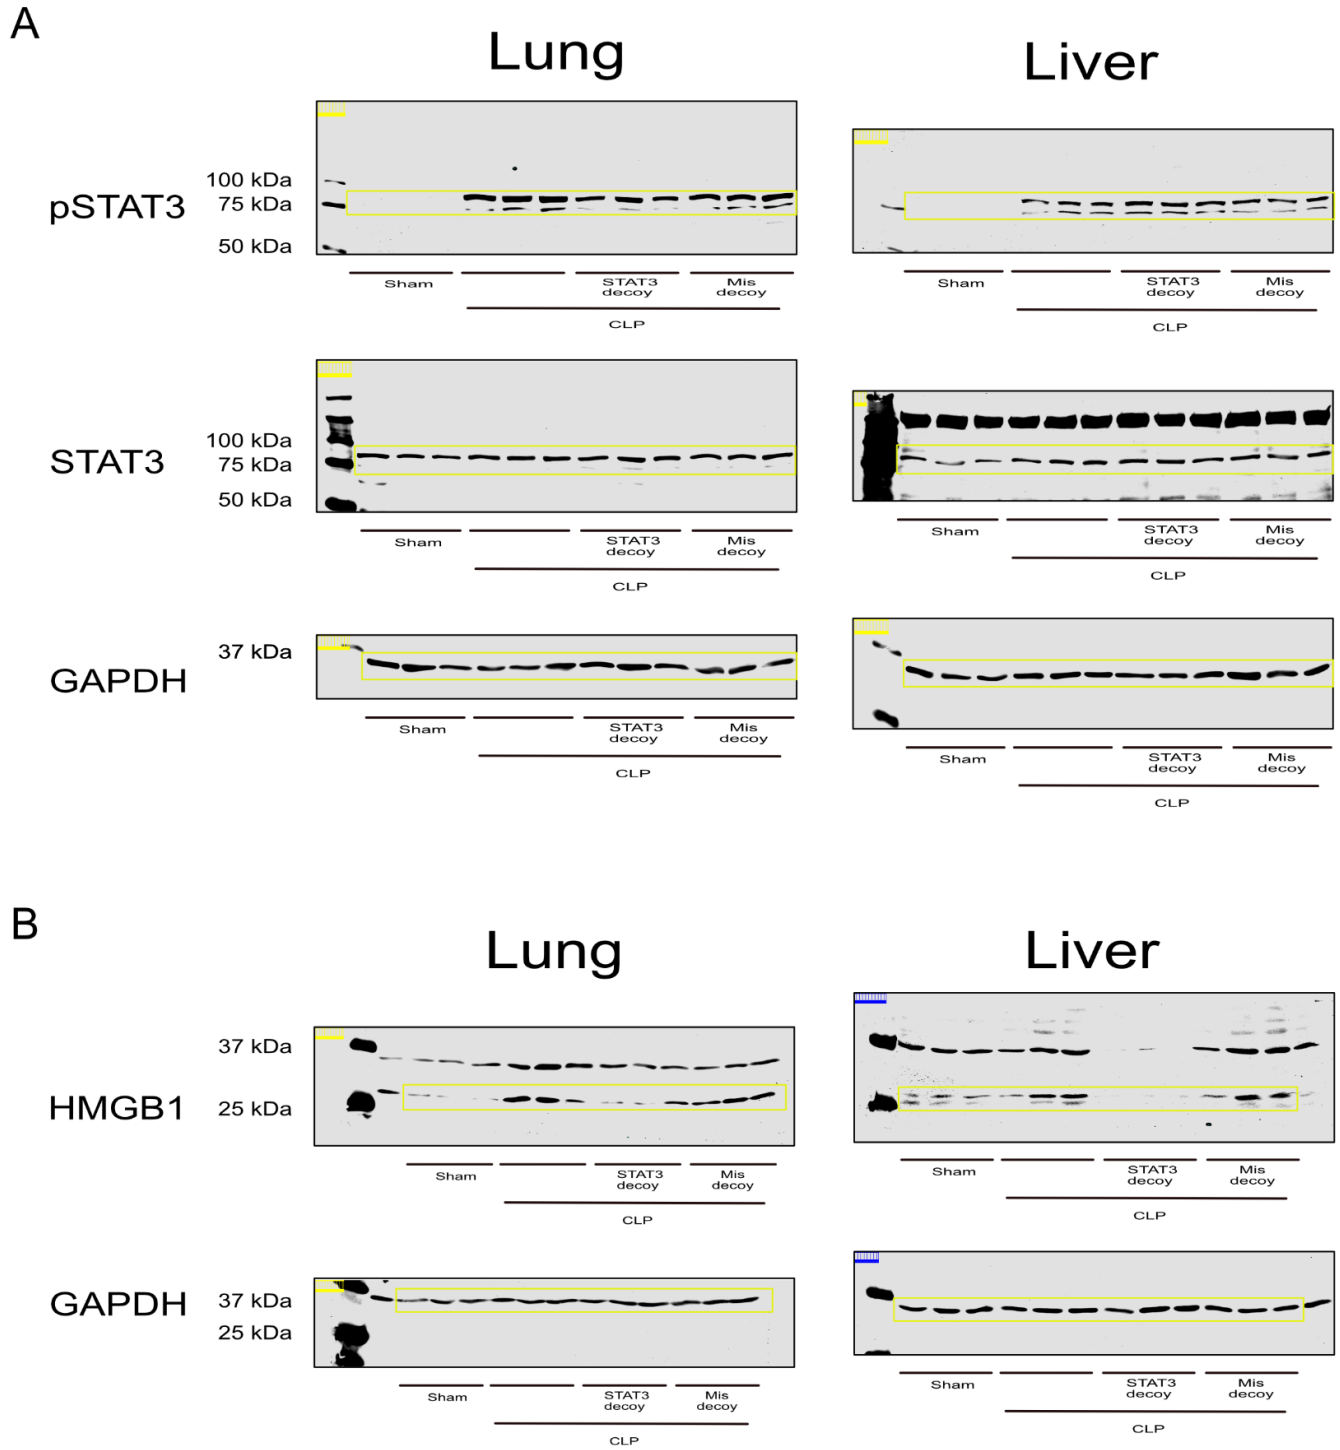 A
Lung
Liver
pSTAT3
100 kDa
75 kDa
50 kDa
Sham
STAT3
decoy
Mis
decoy
CLP
Sham
STAT3
decoy
Mis
decoy
CLP
STAT3
100 kDa
75 kDa
50 kDa
Sham
STAT3
decoy
Mis
decoy
CLP
Sham
STAT3
decoy
Mis
decoy
CLP
GAPDH
37 kDa
Sham
STAT3
decoy
Mis
decoy
CLP
Sham
STAT3
decoy
Mis
decoy
CLP
B
Lung
Liver
HMGB1
37 kDa
25 kDa
Sham
STAT3
decoy
Mis
decoy
CLP
Sham
STAT3
decoy
Mis
decoy
CLP
GAPDH
37 kDa
25 kDa
Sham
STAT3
decoy
Mis
decoy
CLP
Sham
STAT3
decoy
Mis
decoy
CLP